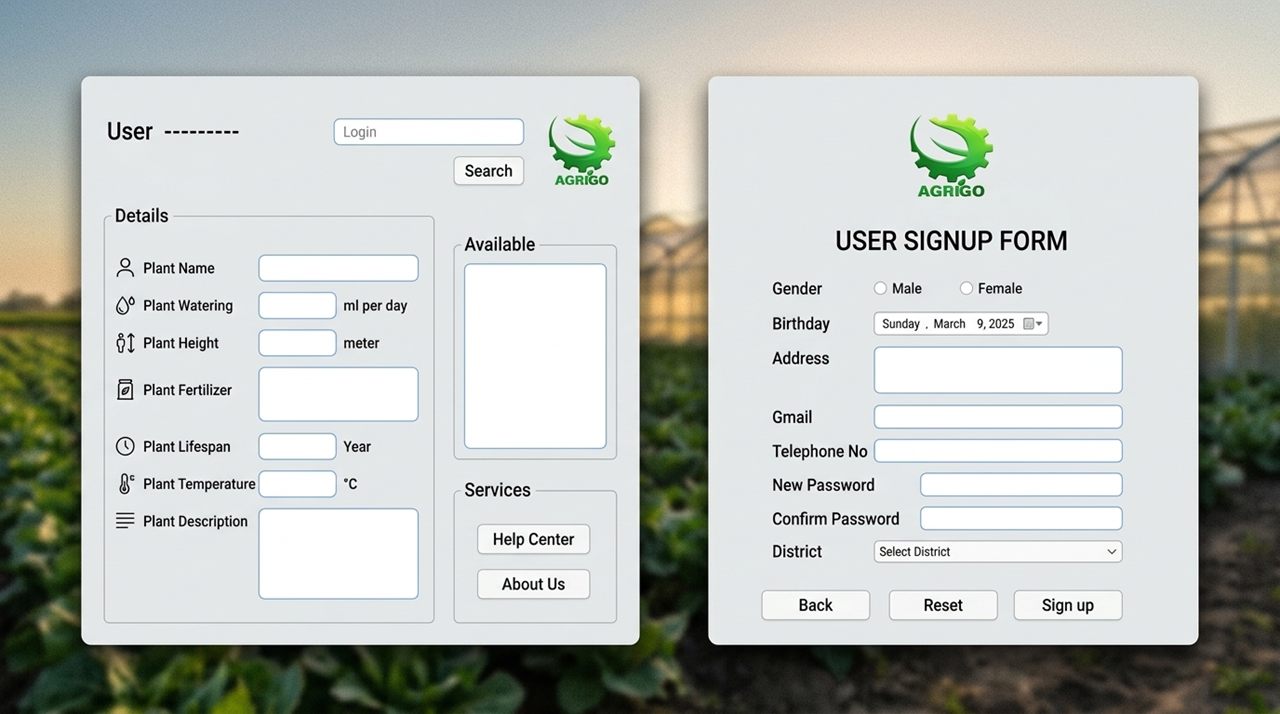 User ---------
Login
Search
AGRIGO
Details
Plant Name
Plant Watering ml per day
Plant Height meter
Plant Fertilizer
Plant Lifespan Year
Plant Temperature °C
Plant Description
Available
Services
Help Center
About Us
AGRIGO
USER SIGNUP FORM
Gender Male Female
Birthday Sunday , March 9, 2025
Address
Gmail
Telephone No
New Password
Confirm Password
District Select District
Back Reset Sign up